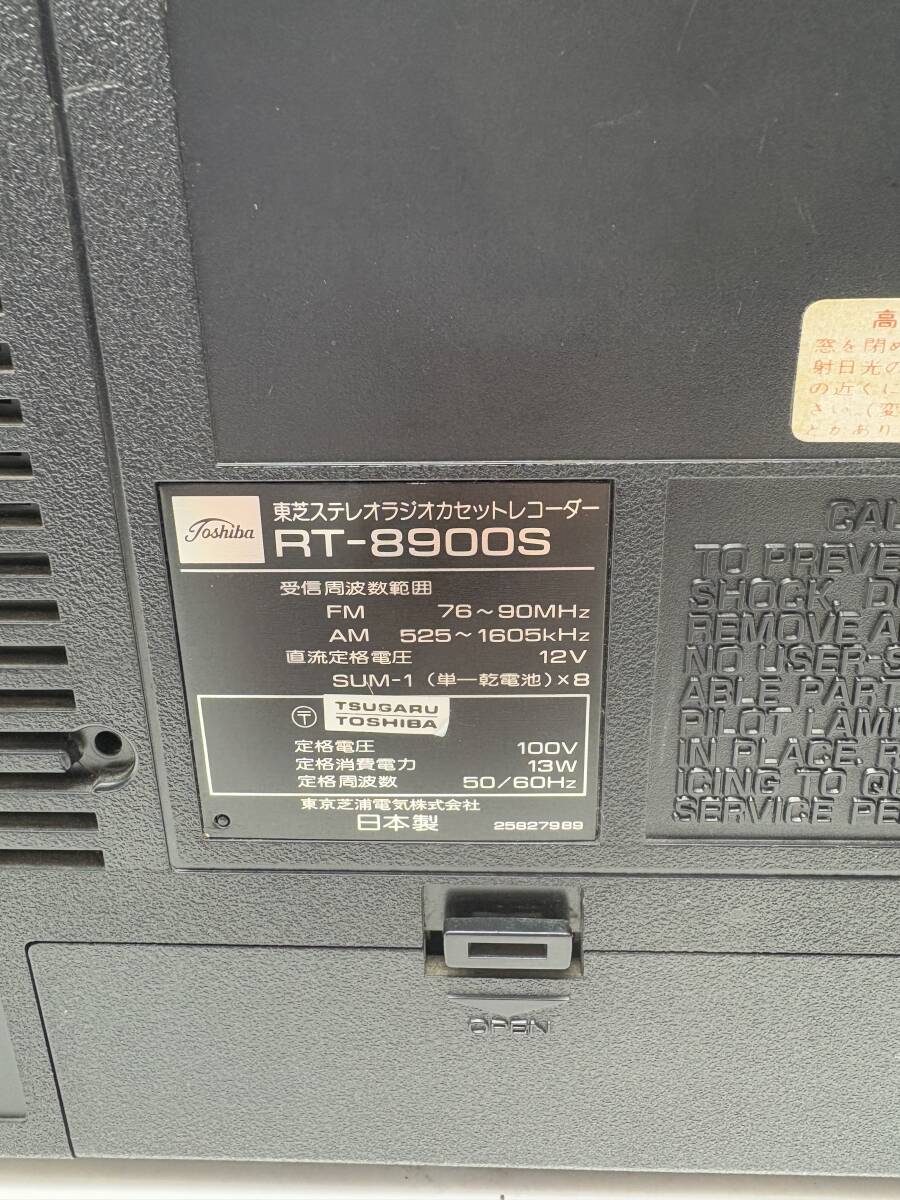 高
窓を閉め
射日光の
の近くに
さい(変
とがあり
Toshiba
東芝ステレオラジオカセットレコーダー
RT-8900S
受信周波数範囲
FM 76~90MHz
AM 525~1605kHz
直流定格電圧 12V
SUM-1(単一乾電池)×8
〒 TSUGARU
TOSHIBA
定格電圧 100V
定格消費電力 13W
定格周波数 50/60Hz
東京芝浦電気株式会社
日本製 25827989
CAU
TO PREVE
SHOCK, DO
REMOVE A
NO USER-S
ABLE PART
PILOT LAM
IN PLACE. R
ICING TO QU
SERVICE PE
OPEN